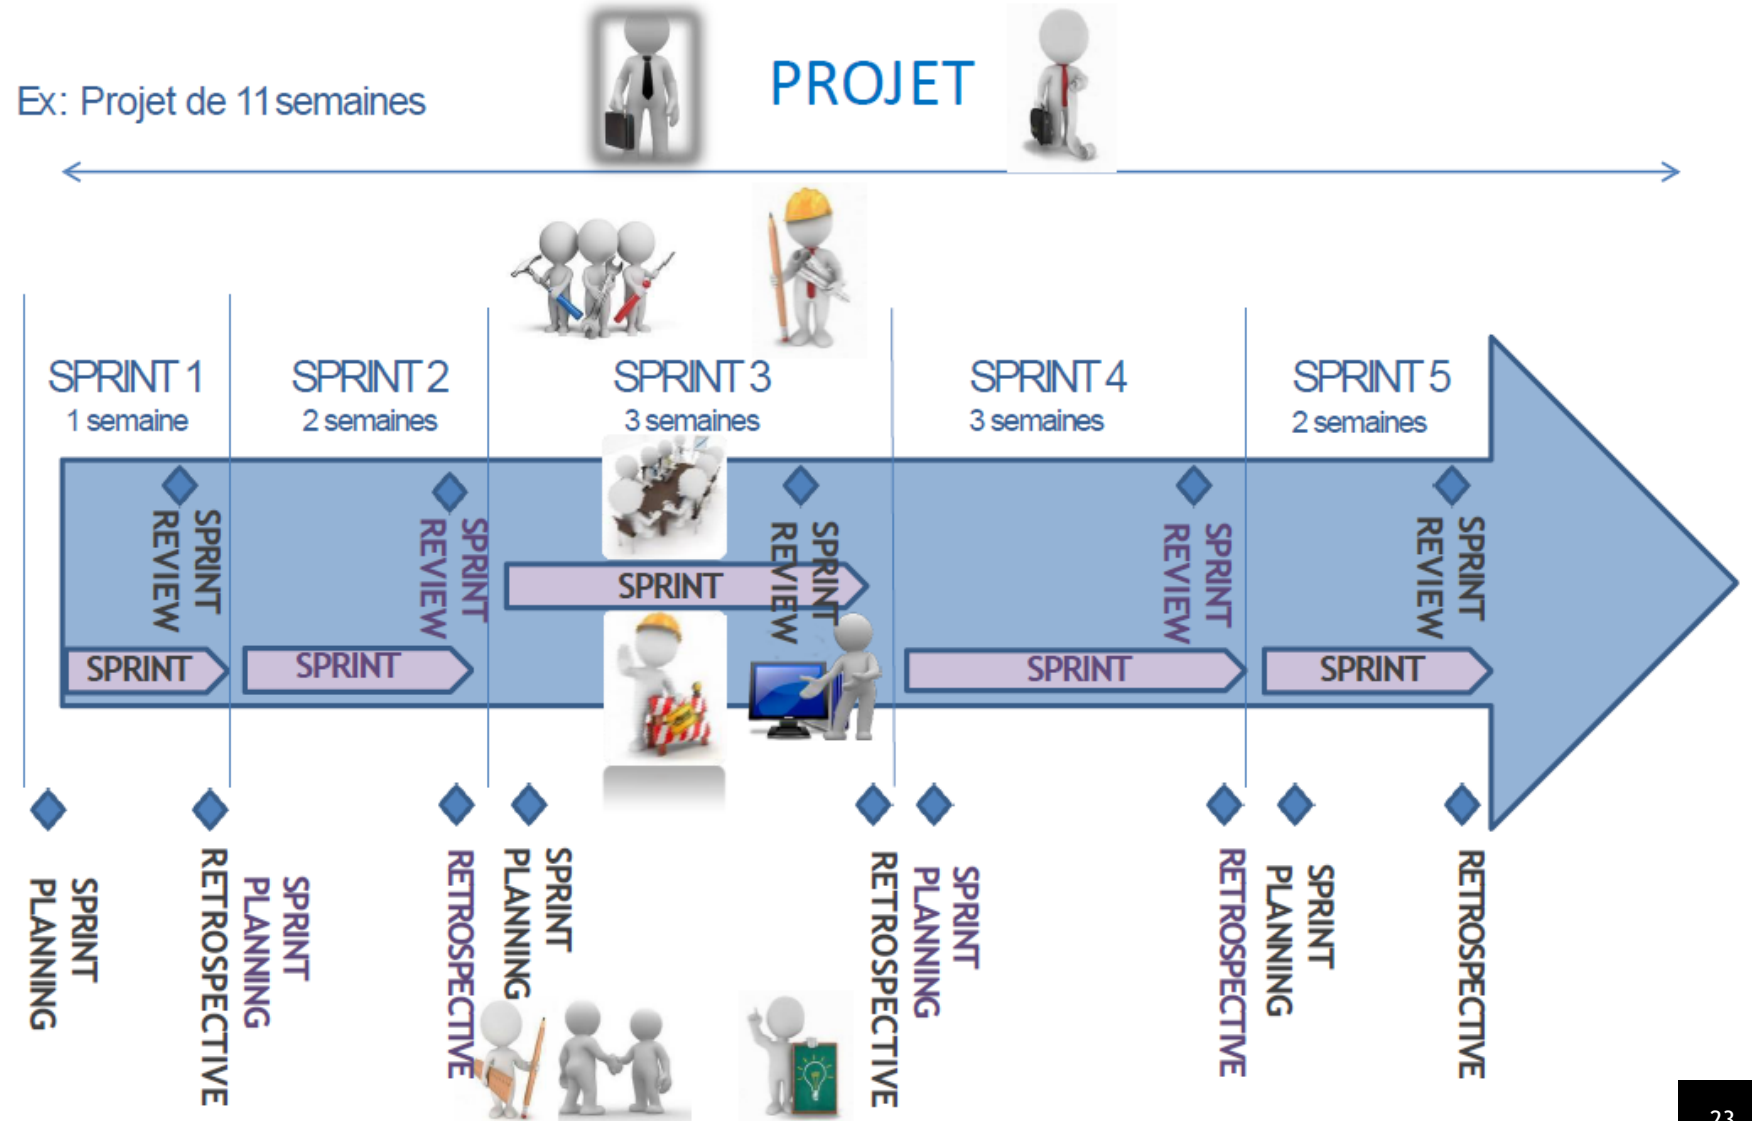 PROJET
Ex: Projet de 11 semaines
SPRINT 1
1 semaine
SPRINT 2
2 semaines
SPRINT 3
3 semaines
SPRINT 4
3 semaines
SPRINT 5
2 semaines
SPRINT
REVIEW
SPRINT
REVIEW
SPRINT
REVIEW
SPRINT
REVIEW
SPRINT
REVIEW
SPRINT
SPRINT
SPRINT
SPRINT
SPRINT
SPRINT
PLANNING
RETROSPECTIVE
SPRINT
PLANNING
RETROSPECTIVE
SPRINT
PLANNING
RETROSPECTIVE
SPRINT
PLANNING
RETROSPECTIVE
SPRINT
PLANNING
RETROSPECTIVE
23